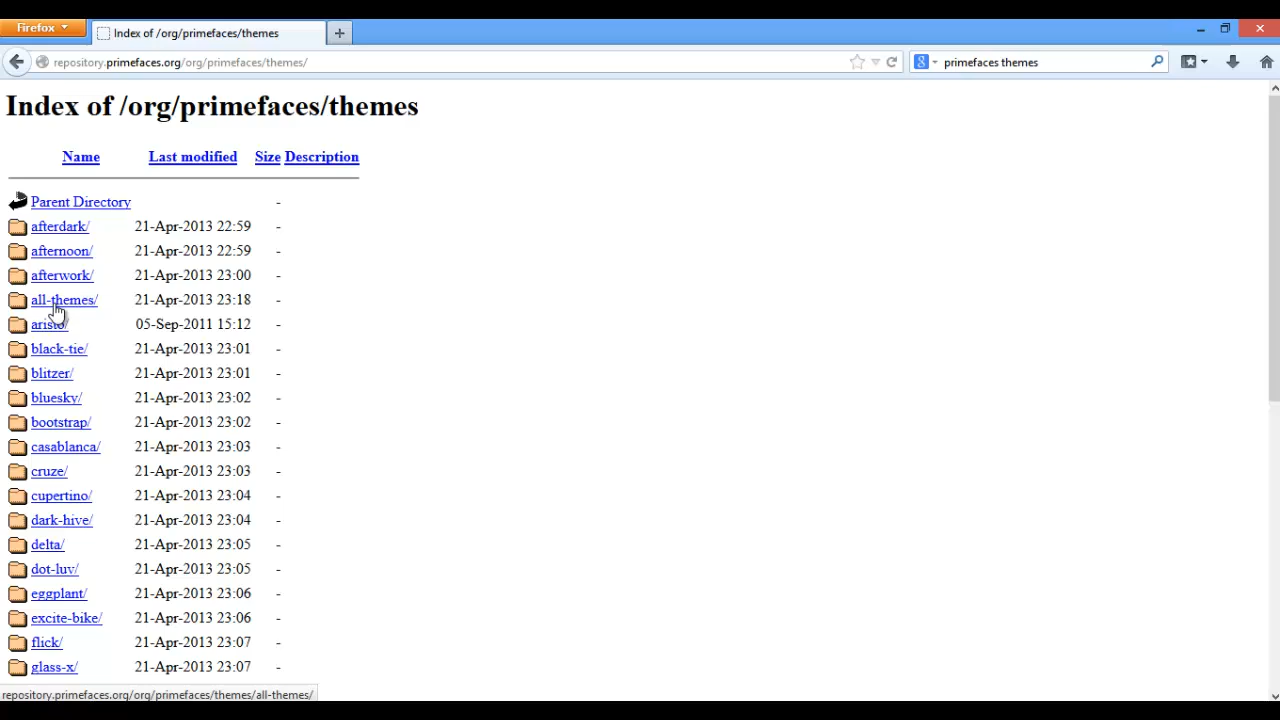 Firefox
Index of /org/primefaces/themes
repository.primefaces.org/org/primefaces/themes/
primefaces themes
Index of /org/primefaces/themes
Name Last modified Size Description
Parent Directory -
afterdark/ 21-Apr-2013 22:59 -
afternoon/ 21-Apr-2013 22:59 -
afterwork/ 21-Apr-2013 23:00 -
all-themes/ 21-Apr-2013 23:18 -
aristo/ 05-Sep-2011 15:12 -
black-tie/ 21-Apr-2013 23:01 -
blitzer/ 21-Apr-2013 23:01 -
bluesky/ 21-Apr-2013 23:02 -
bootstrap/ 21-Apr-2013 23:02 -
casablanca/ 21-Apr-2013 23:03 -
cruze/ 21-Apr-2013 23:03 -
cupertino/ 21-Apr-2013 23:04 -
dark-hive/ 21-Apr-2013 23:04 -
delta/ 21-Apr-2013 23:05 -
dot-luv/ 21-Apr-2013 23:05 -
eggplant/ 21-Apr-2013 23:06 -
excite-bike/ 21-Apr-2013 23:06 -
flick/ 21-Apr-2013 23:07 -
glass-x/ 21-Apr-2013 23:07 -
repository.primefaces.org/org/primefaces/themes/all-themes/